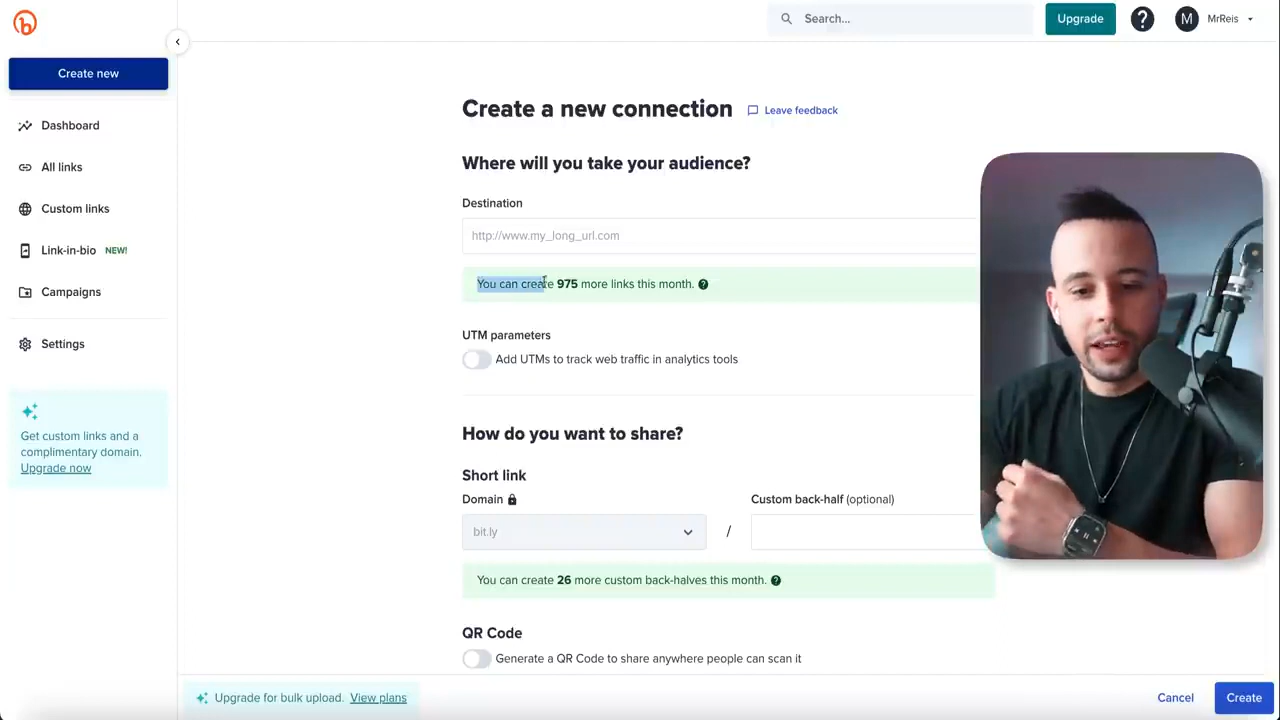 Search...
Upgrade
?
M
MrReis
Create new
Dashboard
All links
Custom links
Link-in-bio NEW!
Campaigns
Settings
Get custom links and a
complimentary domain.
Upgrade now
Create a new connection
Leave feedback
Where will you take your audience?
Destination
http://www.my_long_url.com
You can create 975 more links this month. ?
UTM parameters
Add UTMs to track web traffic in analytics tools
How do you want to share?
Short link
Domain
Custom back-half (optional)
bit.ly
/
You can create 26 more custom back-halves this month. ?
QR Code
Generate a QR Code to share anywhere people can scan it
Upgrade for bulk upload. View plans
Cancel
Create